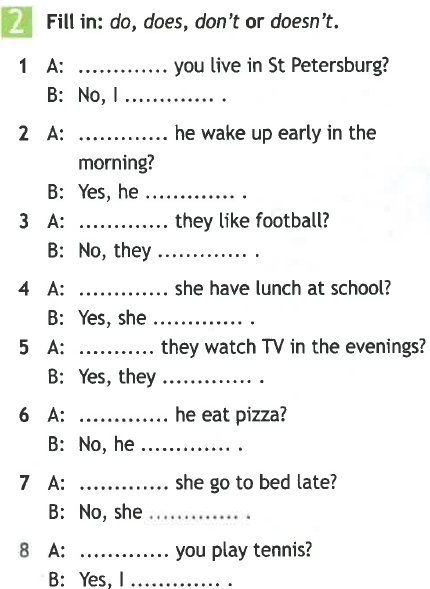 2 Fill in: do, does, don't or doesn't.
1 A: ............. you live in St Petersburg?
B: No, I ............. .
2 A: ............. he wake up early in the
morning?
B: Yes, he ............. .
3 A: ............. they like football?
B: No, they ............. .
4 A: ............. she have lunch at school?
B: Yes, she ............. .
5 A: ........... they watch TV in the evenings?
B: Yes, they ............. .
6 A: ............. he eat pizza?
B: No, he ............. .
7 A: ............. she go to bed late?
B: No, she ............. .
8 A: ............. you play tennis?
B: Yes, I ............. .